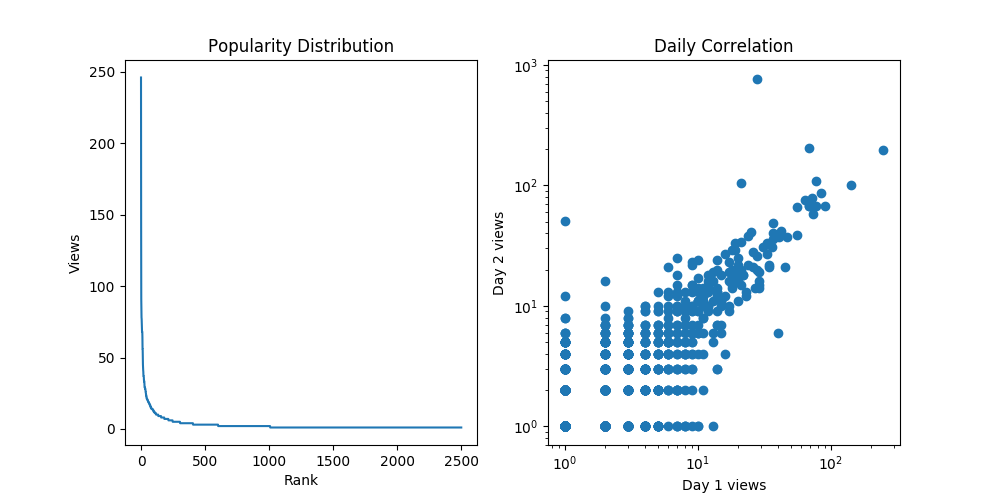 Popularity Distribution
Views
250
200
150
100
50
0
0 500 1000 1500 2000 2500
Rank
Daily Correlation
Day 2 views
10³
10²
10¹
10⁰
10⁰ 10¹ 10²
Day 1 views